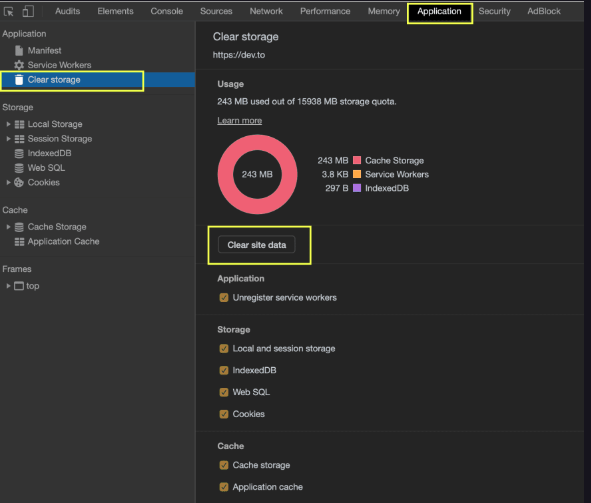 Audits Elements Console Sources Network Performance Memory Application Security AdBlock
Application
Manifest
Service Workers
Clear storage
Storage
Local Storage
Session Storage
IndexedDB
Web SQL
Cookies
Cache
Cache Storage
Application Cache
Frames
top
Clear storage
https://dev.to
Usage
243 MB used out of 15938 MB storage quota.
Learn more
243 MB
243 MB Cache Storage
3.8 KB Service Workers
297 B IndexedDB
Clear site data
Application
Unregister service workers
Storage
Local and session storage
IndexedDB
Web SQL
Cookies
Cache
Cache storage
Application cache